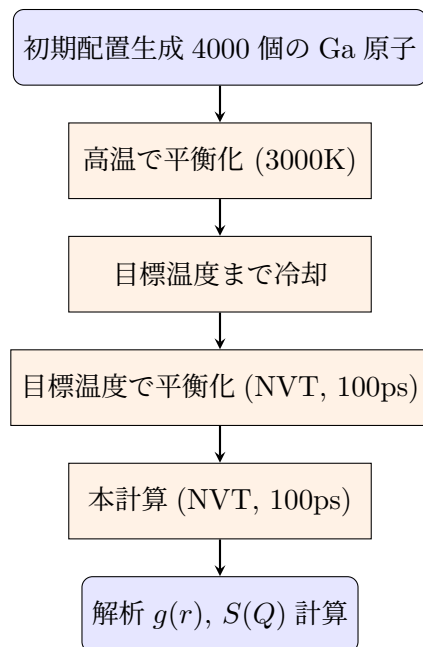 初期配置生成 4000 個の Ga 原子
高温で平衡化 (3000K)
目標温度まで冷却
目標温度で平衡化 (NVT, 100ps)
本計算 (NVT, 100ps)
解析 g(r), S(Q) 計算